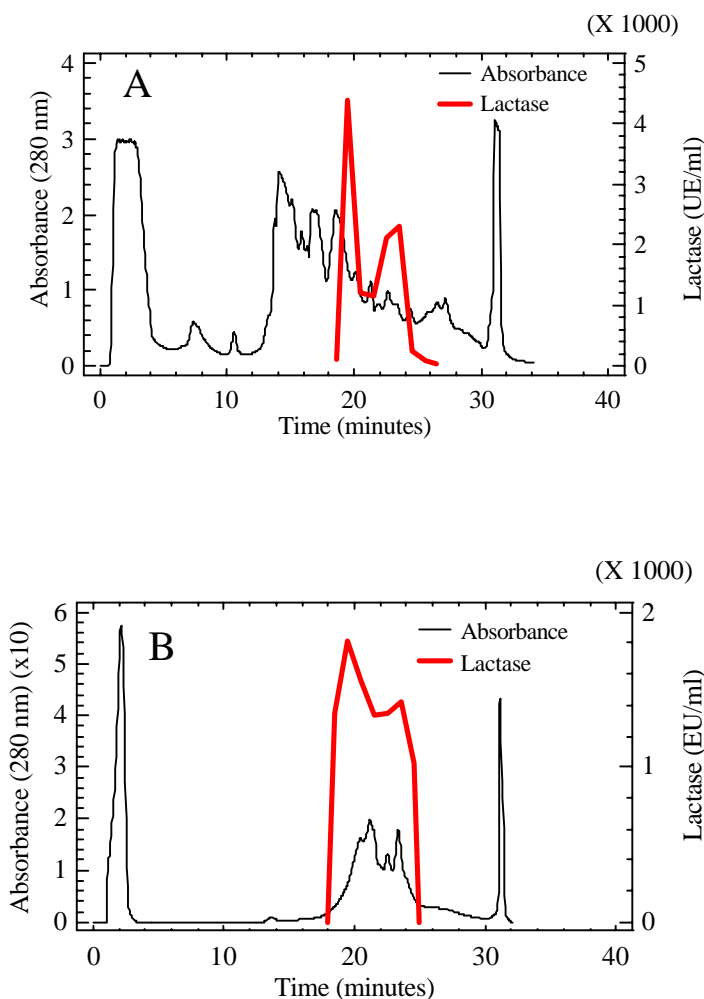 (X 1000)
A
Absorbance
Lactase
Absorbance (280 nm)
4
3
2
1
0
5
4
3
2
1
0
Lactase (UE/ml)
0 10 20 30 40
Time (minutes)
(X 1000)
B
Absorbance
Lactase
Absorbance (280 nm) (x10)
6
5
4
3
2
1
0
2
1
0
Lactase (EU/ml)
0 10 20 30 40
Time (minutes)